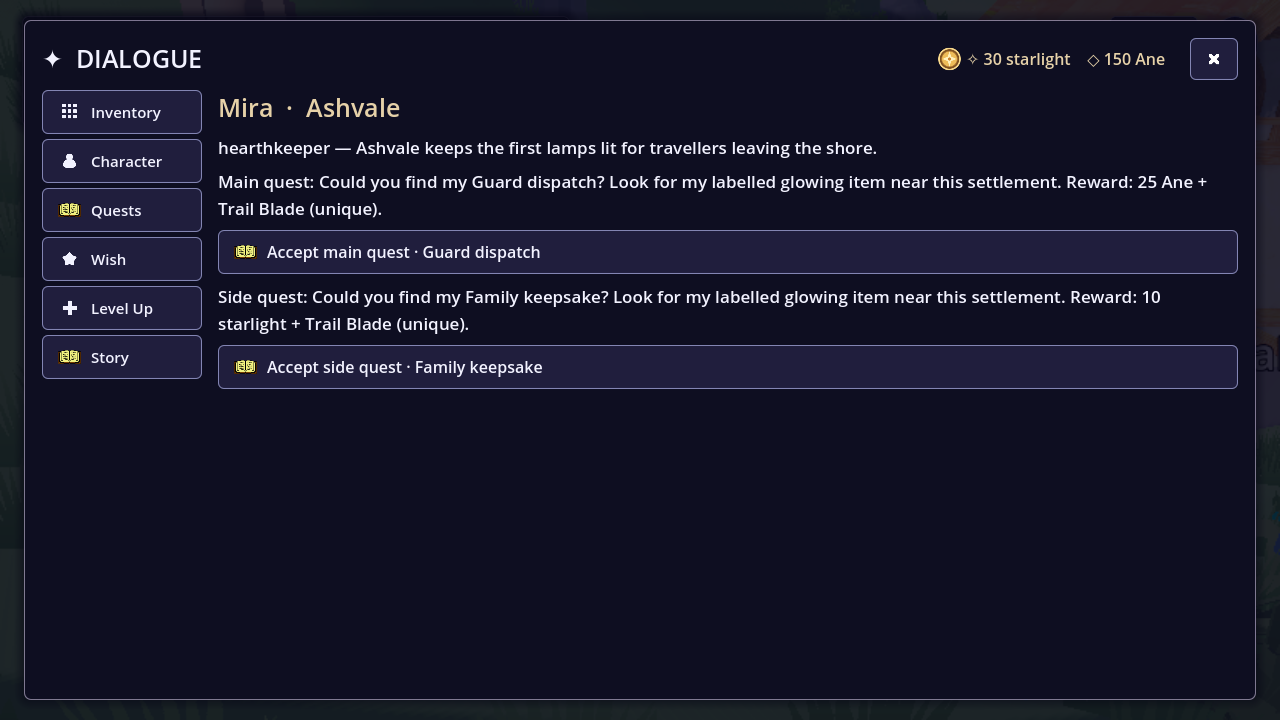 DIALOGUE
30 starlight
150 Ane
Inventory
Character
Quests
Wish
Level Up
Story
Mira · Ashvale
hearthkeeper — Ashvale keeps the first lamps lit for travellers leaving the shore.
Main quest: Could you find my Guard dispatch? Look for my labelled glowing item near this settlement. Reward: 25 Ane +
Trail Blade (unique).
Accept main quest · Guard dispatch
Side quest: Could you find my Family keepsake? Look for my labelled glowing item near this settlement. Reward: 10
starlight + Trail Blade (unique).
Accept side quest · Family keepsake